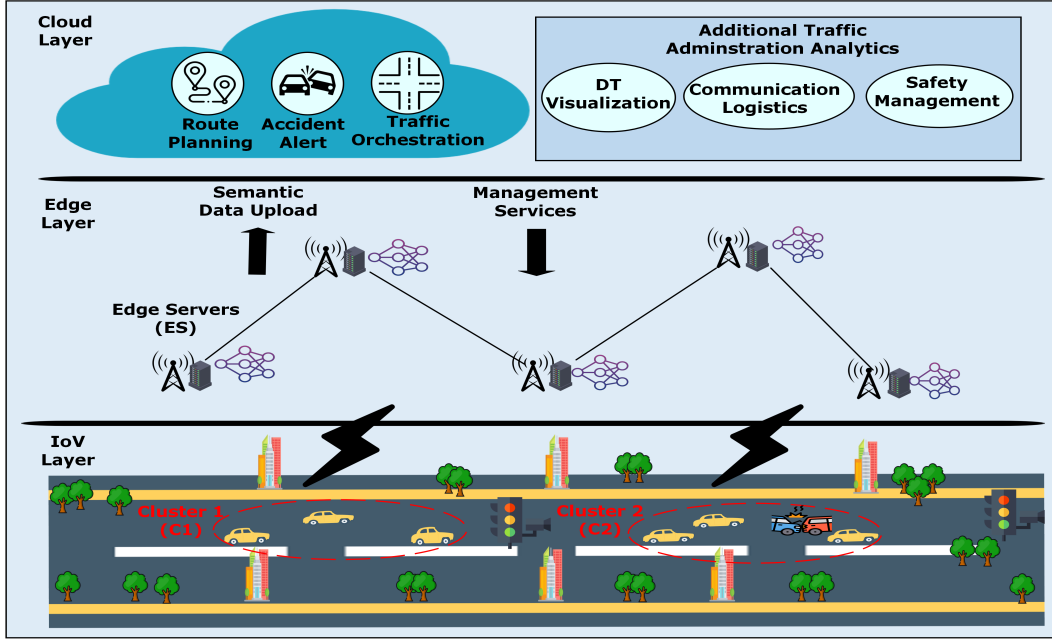 Cloud
Layer
Route
Planning
Accident
Alert
Traffic
Orchestration
Additional Traffic
Adminstration Analytics
DT
Visualization
Communication
Logistics
Safety
Management
Edge
Layer
Semantic
Data Upload
Management
Services
Edge Servers
(ES)
IoV
Layer
Cluster 1
(C1)
Cluster 2
(C2)